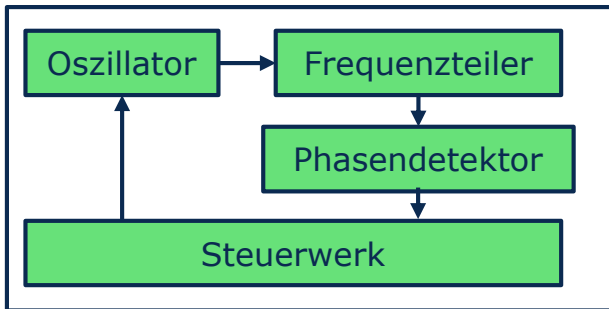 Oszillator
Frequenzteiler
Phasendetektor
Steuerwerk